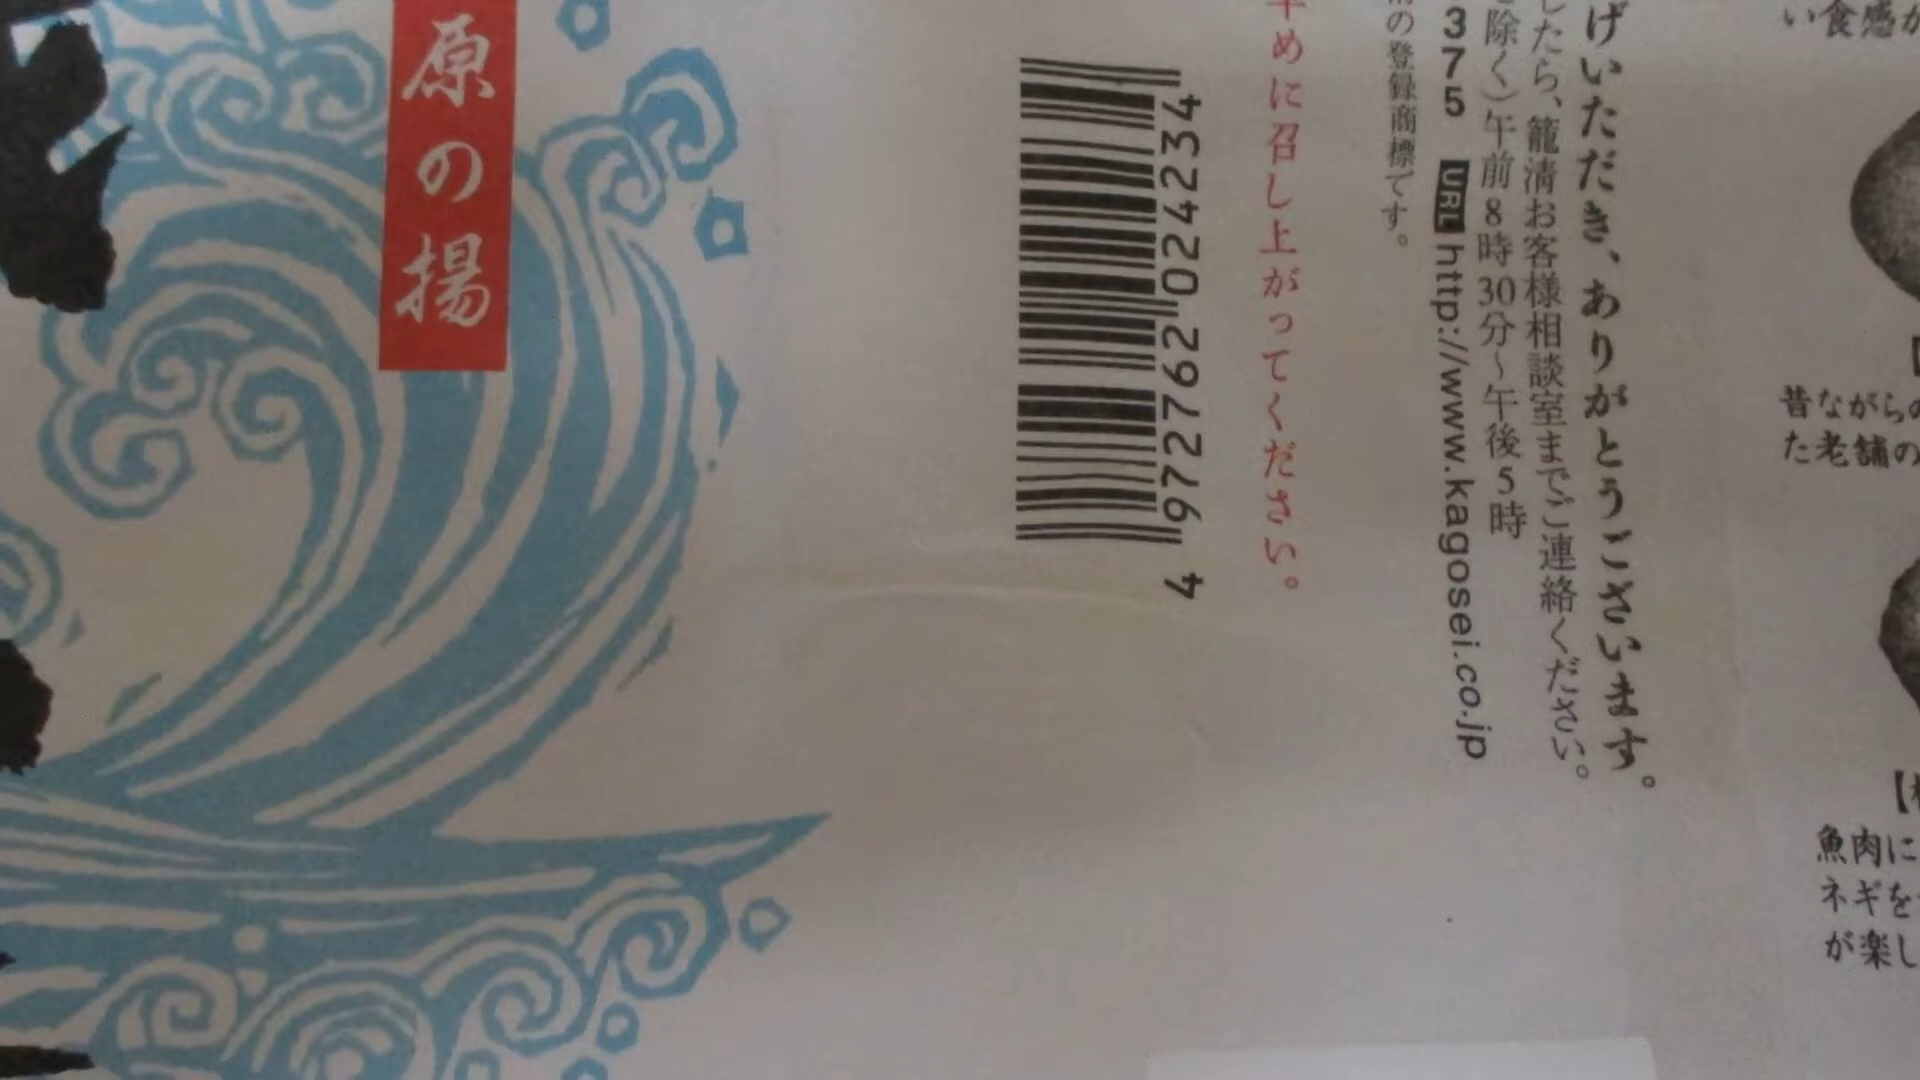 原の揚
4972762024234
早めに召し上がってください。
の登録商標です。
375 URL http://www.kagosei.co.jp
除く)午前8時30分〜午後5時
したら、籠清お客様相談室までご連絡ください。
げいただき、ありがとうございます。
い食感が
昔ながらの
た老舗の
魚肉に
ネギを
が楽し